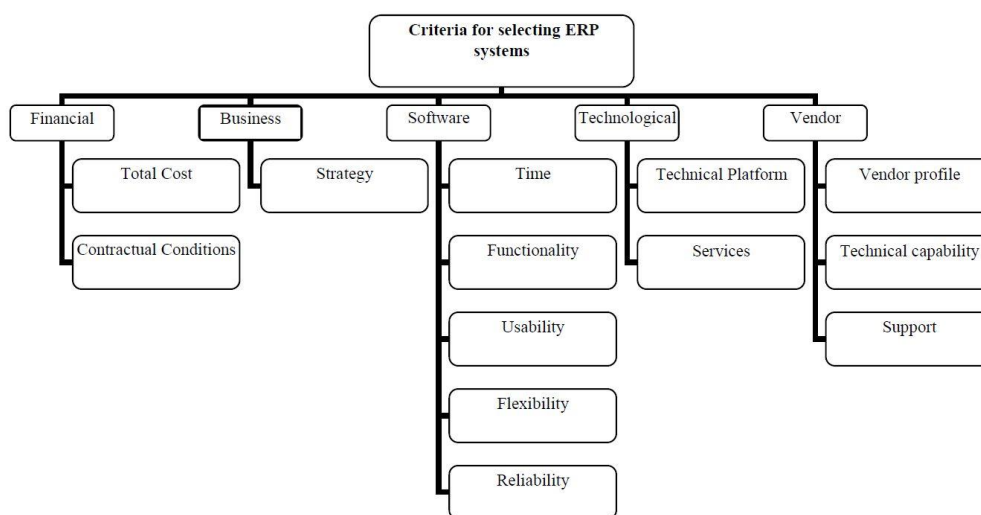 Criteria for selecting ERP
systems
Financial
Business
Software
Technological
Vendor
Total Cost
Strategy
Time
Technical Platform
Vendor profile
Contractual Conditions
Functionality
Services
Technical capability
Usability
Support
Flexibility
Reliability